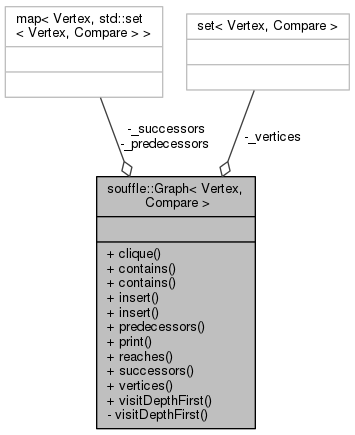 map< Vertex, std::set
< Vertex, Compare > >
set< Vertex, Compare >
-_successors
-_predecessors
-_vertices
souffle::Graph< Vertex,
Compare >
+ clique()
+ contains()
+ contains()
+ insert()
+ insert()
+ predecessors()
+ print()
+ reaches()
+ successors()
+ vertices()
+ visitDepthFirst()
- visitDepthFirst()